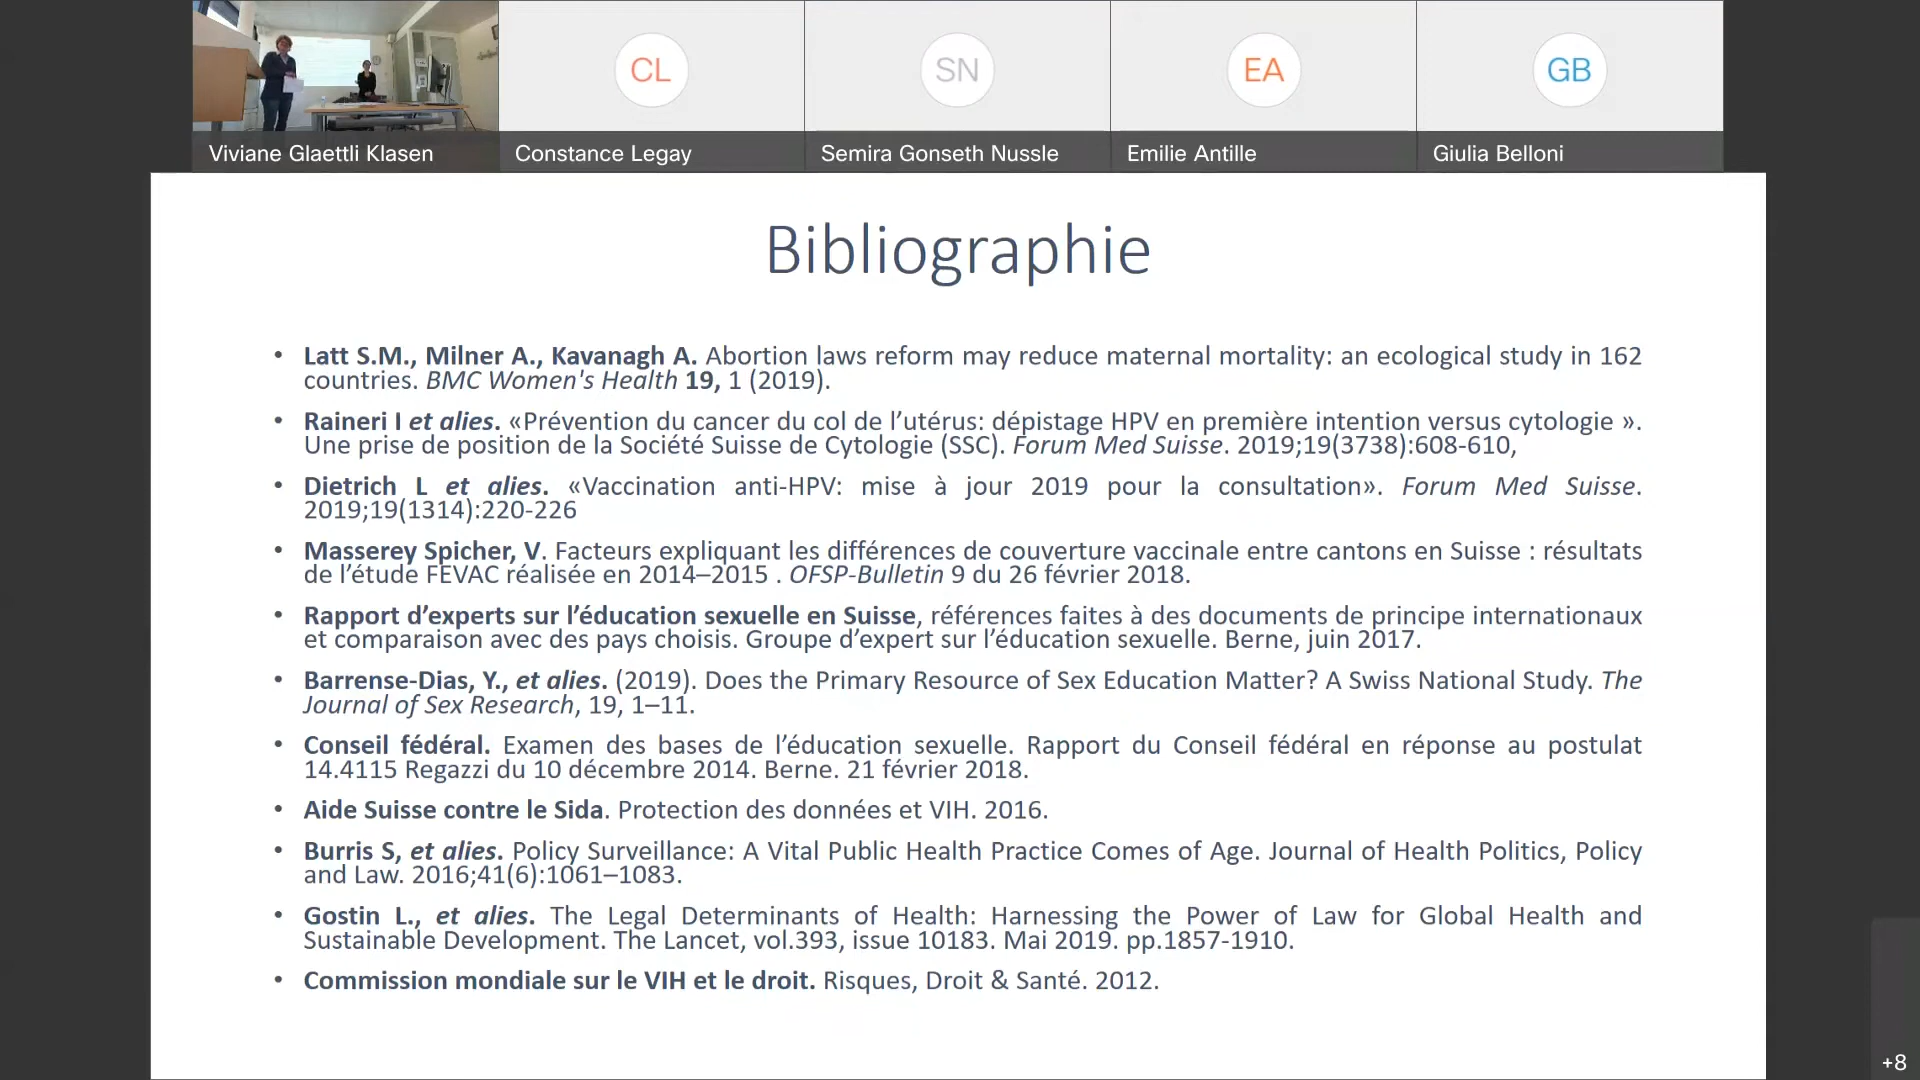 CL
SN
EA
GB
Viviane Glaettli Klasen
Constance Legay
Semira Gonseth Nussle
Emilie Antille
Giulia Belloni
Bibliographie
• Latt S.M., Milner A., Kavanagh A. Abortion laws reform may reduce maternal mortality: an ecological study in 162
countries. BMC Women's Health 19, 1 (2019).
• Raineri I et alies. «Prévention du cancer du col de l’utérus: dépistage HPV en première intention versus cytologie ».
Une prise de position de la Société Suisse de Cytologie (SSC). Forum Med Suisse. 2019;19(3738):608-610,
• Dietrich L et alies. «Vaccination anti-HPV: mise à jour 2019 pour la consultation». Forum Med Suisse.
2019;19(1314):220-226
• Masserey Spicher, V. Facteurs expliquant les différences de couverture vaccinale entre cantons en Suisse : résultats
de l’étude FEVAC réalisée en 2014–2015 . OFSP-Bulletin 9 du 26 février 2018.
• Rapport d’experts sur l’éducation sexuelle en Suisse, références faites à des documents de principe internationaux
et comparaison avec des pays choisis. Groupe d’expert sur l’éducation sexuelle. Berne, juin 2017.
• Barrense-Dias, Y., et alies. (2019). Does the Primary Resource of Sex Education Matter? A Swiss National Study. The
Journal of Sex Research, 19, 1–11.
• Conseil fédéral. Examen des bases de l’éducation sexuelle. Rapport du Conseil fédéral en réponse au postulat
14.4115 Regazzi du 10 décembre 2014. Berne. 21 février 2018.
• Aide Suisse contre le Sida. Protection des données et VIH. 2016.
• Burris S, et alies. Policy Surveillance: A Vital Public Health Practice Comes of Age. Journal of Health Politics, Policy
and Law. 2016;41(6):1061–1083.
• Gostin L., et alies. The Legal Determinants of Health: Harnessing the Power of Law for Global Health and
Sustainable Development. The Lancet, vol.393, issue 10183. Mai 2019. pp.1857-1910.
• Commission mondiale sur le VIH et le droit. Risques, Droit & Santé. 2012.
+8